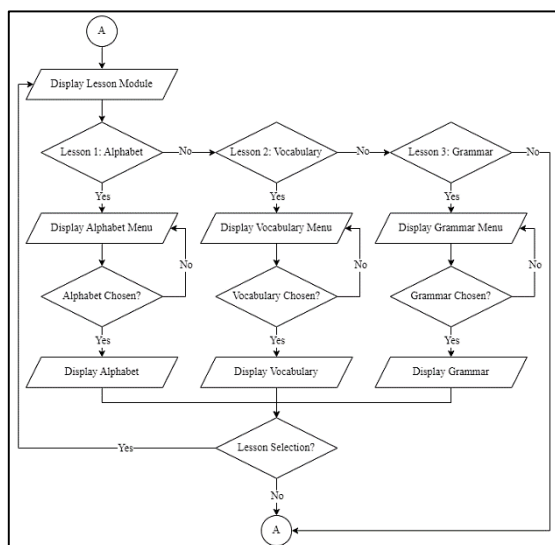 A
Display Lesson Module
Lesson 1: Alphabet
No
Lesson 2: Vocabulary
No
Lesson 3: Grammar
No
Yes
Yes
Yes
Display Alphabet Menu
Display Vocabulary Menu
Display Grammar Menu
No
No
No
Alphabet Chosen?
Vocabulary Chosen?
Grammar Chosen?
Yes
Yes
Yes
Display Alphabet
Display Vocabulary
Display Grammar
Yes
Lesson Selection?
No
A